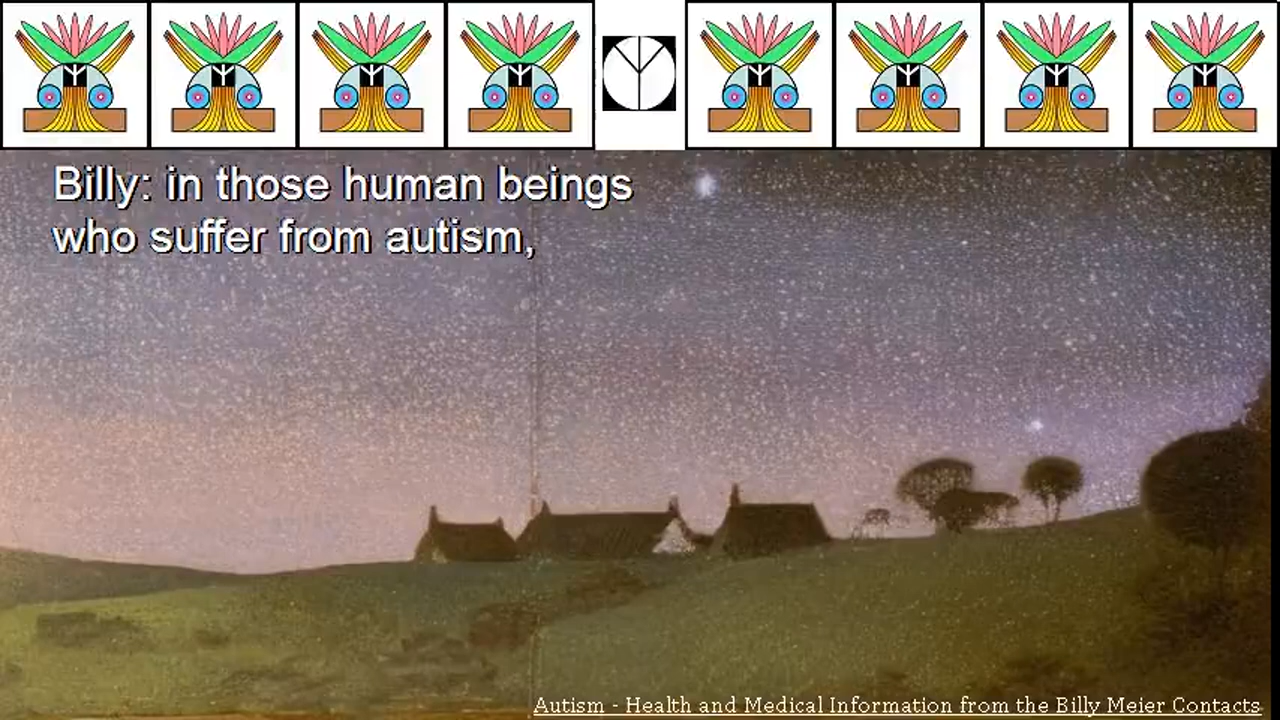 Billy: in those human beings
who suffer from autism,
Autism - Health and Medical Information from the Billy Meier Contacts